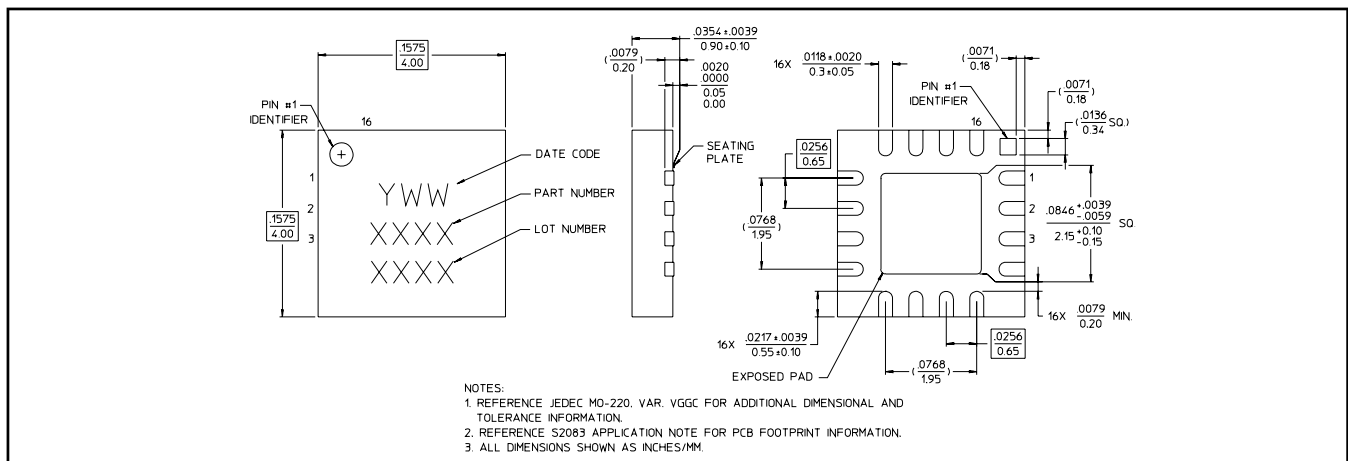 .1575
4.00
PIN #1
IDENTIFIER
16
.1575
4.00
1
2
3
YWW
XXXX
XXXX
DATE CODE
PART NUMBER
LOT NUMBER
.0354±.0039
0.90±0.10
(.0079
0.20)
.0020
.0000
0.05
0.00
SEATING
PLATE
16X .0118±.0020
0.3±0.05
(.0071
0.18)
PIN #1
IDENTIFIER
16
(.0071
0.18)
(.0136
0.34 SQ.)
.0256
0.65
(.0768
1.95)
1
2
3
.0846 +.0039
-.0059 SQ.
2.15 +0.10
-0.15
16X .0079
0.20 MIN.
16X .0217±.0039
0.55±0.10
.0256
0.65
(.0768
1.95)
EXPOSED PAD
NOTES:
1. REFERENCE JEDEC MO-220, VAR. VGGC FOR ADDITIONAL DIMENSIONAL AND
TOLERANCE INFORMATION.
2. REFERENCE S2083 APPLICATION NOTE FOR PCB FOOTPRINT INFORMATION.
3. ALL DIMENSIONS SHOWN AS INCHES/MM.